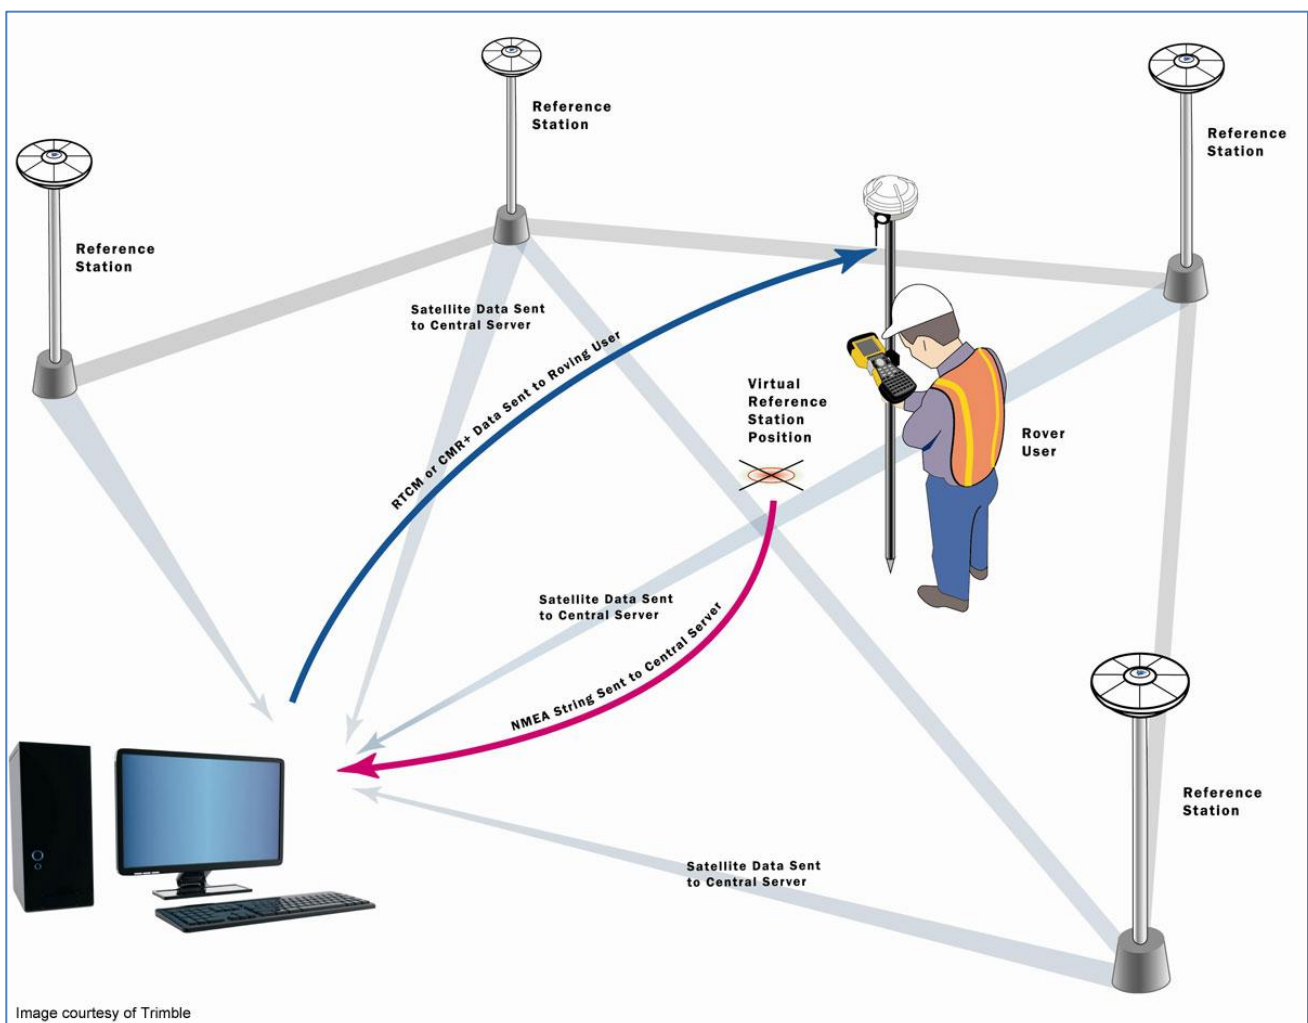 Reference
Station
Reference
Station
Reference
Station
Satellite Data Sent
to Central Server
RTCM or CMR+ Data Sent to Roving User
Virtual
Reference
Station
Position
Rover
User
Satellite Data Sent
to Central Server
NMEA String Sent to Central Server
Reference
Station
Satellite Data Sent
to Central Server
Image courtesy of Trimble